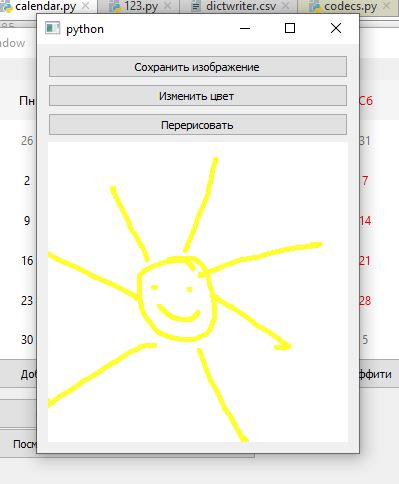 calendar.py 123.py dictwriter.csv codecs.py
python
Сохранить изображение
Изменить цвет
Перерисовать
Пн Сб
26 31
2 7
9 14
16 21
23 28
30 5